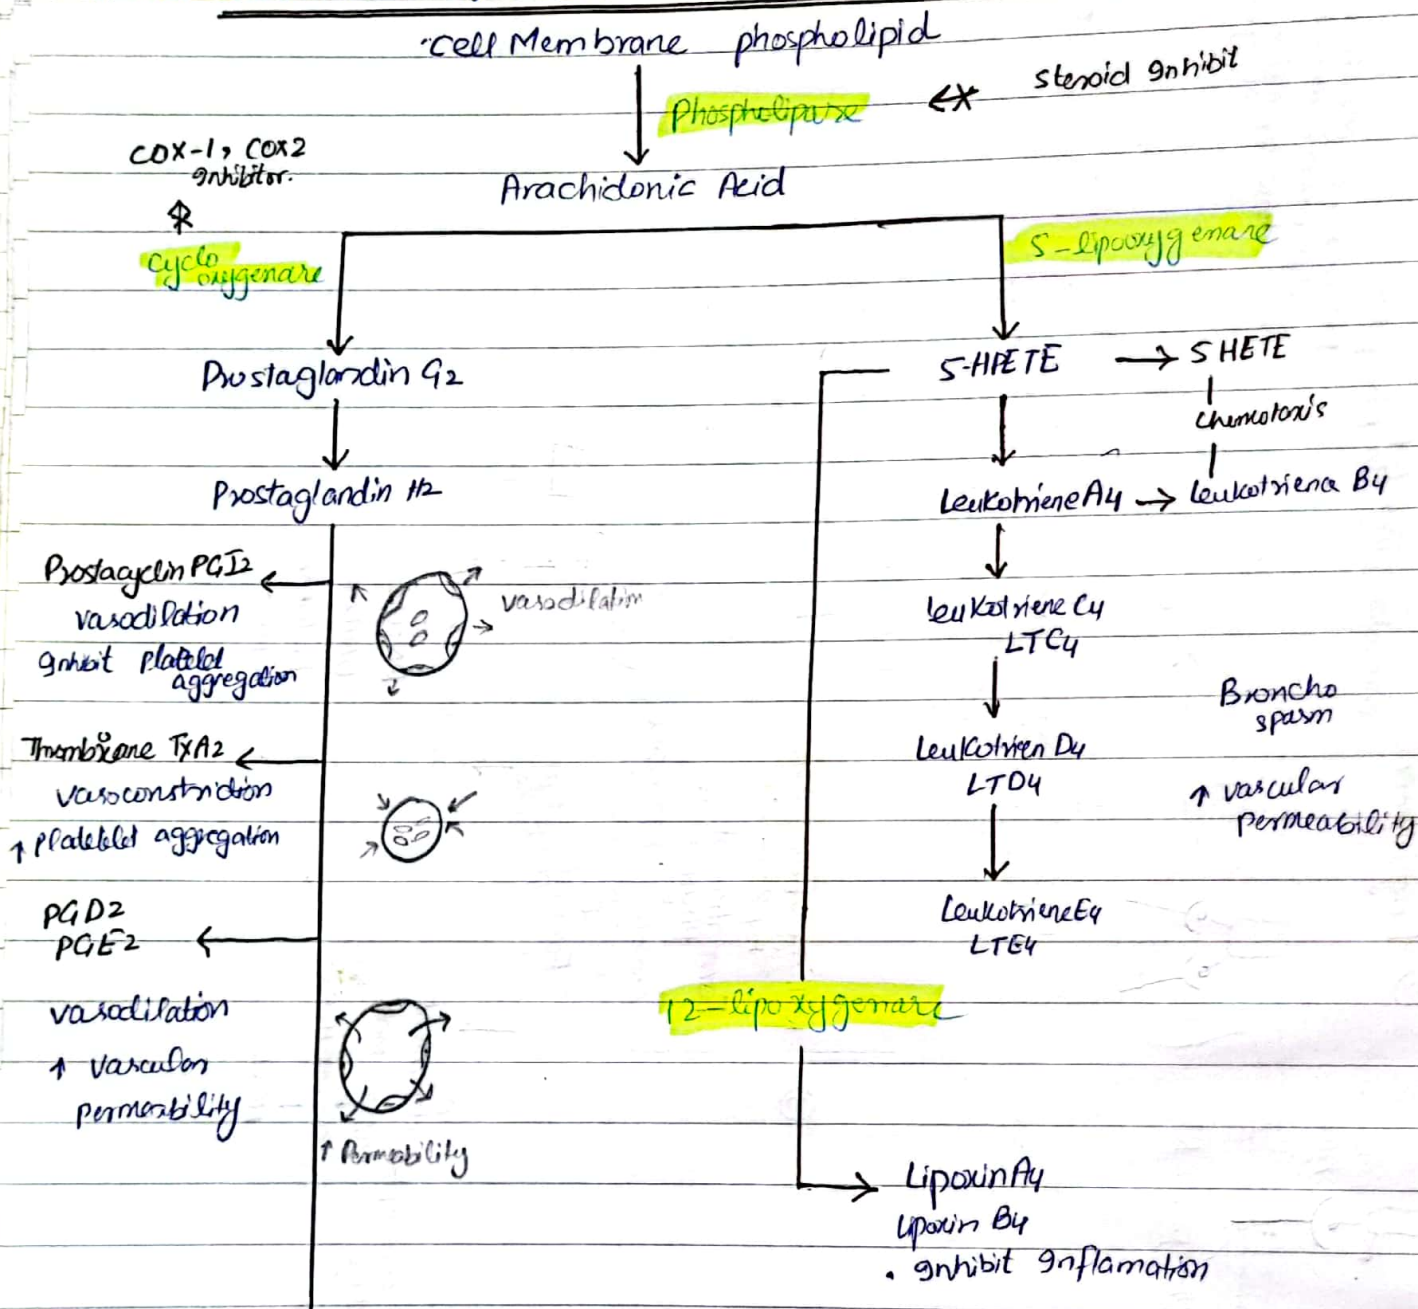 Cell Membrane phospholipid
Phospholipase
Steroid Inhibit
COX-1, COX2
Inhibitor.
Arachidonic Acid
Cyclo
oxygenase
5-lipooxygenase
Prostaglandin G2
5-HPETE
5 HETE
Chemotaxis
Prostaglandin H2
Leukotriene A4
leukotriene B4
Prostacyclin PGI2
vasodilation
Inhibit Platelet
aggregation
vasodilation
leukotriene C4
LTC4
Broncho
spasm
Thromboxane TxA2
vasoconstriction
↑ Platelet aggregation
Leukotrien D4
LTD4
↑ vascular
permeability
PGD2
PGE2
Leukotriene E4
LTE4
vasodilation
↑ vascular
permeability
12-lipoxygenase
↑ Permability
Lipoxin A4
Lipoxin B4
. Inhibit Inflamation